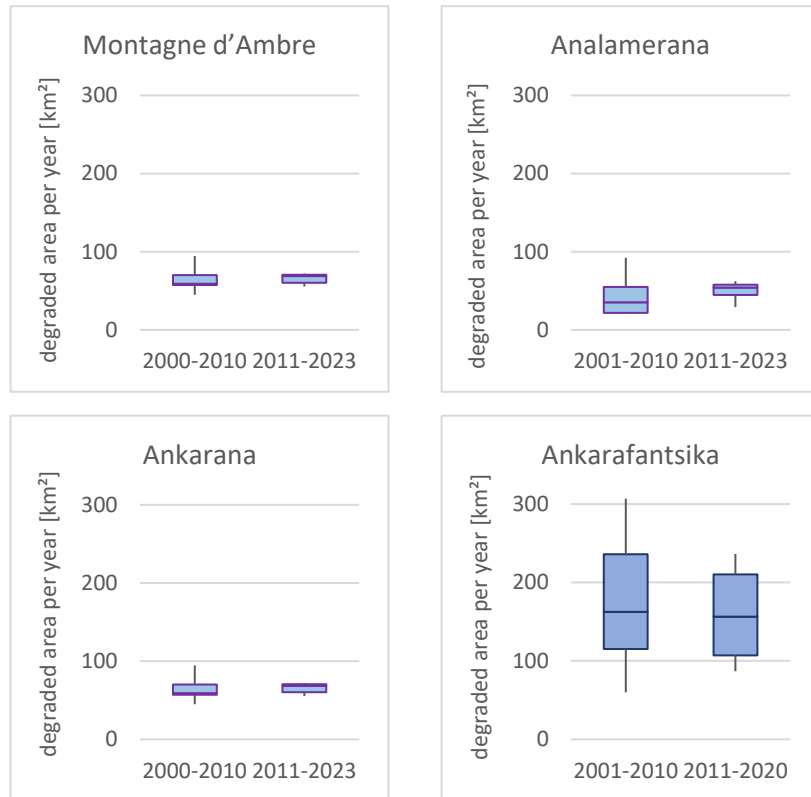 Montagne d’Ambre
degraded area per year [km²]
300
200
100
0
2000-2010 2011-2023
Analamerana
degraded area per year [km²]
300
200
100
0
2001-2010 2011-2023
Ankarana
degraded area per year [km²]
300
200
100
0
2000-2010 2011-2023
Ankarafantsika
degraded area per year [km²]
300
200
100
0
2001-2010 2011-2020